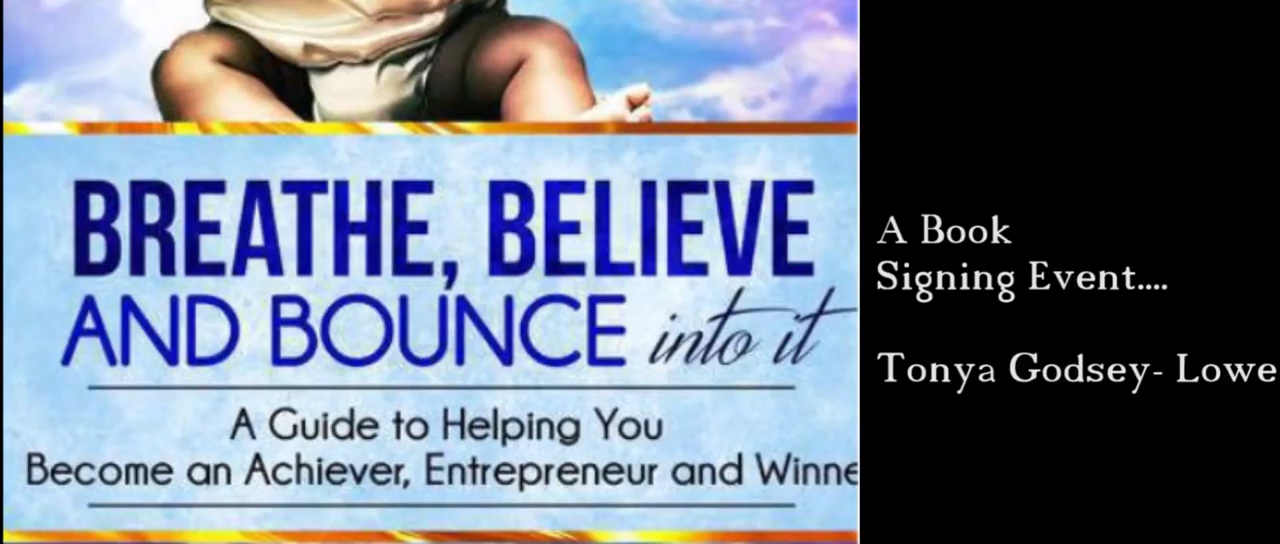 BREATHE, BELIEVE
AND BOUNCE into it
A Guide to Helping You
Become an Achiever, Entrepreneur and Winne
A Book
Signing Event....
Tonya Godsey- Lowe